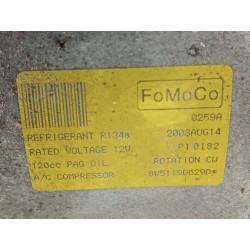 FoMoCo
0259A
REFRIGERANT R134a 2008AUG14
RATED VOLTAGE 12V P10182
120cc PAG OIL ROTATION CW
A/C COMPRESSOR